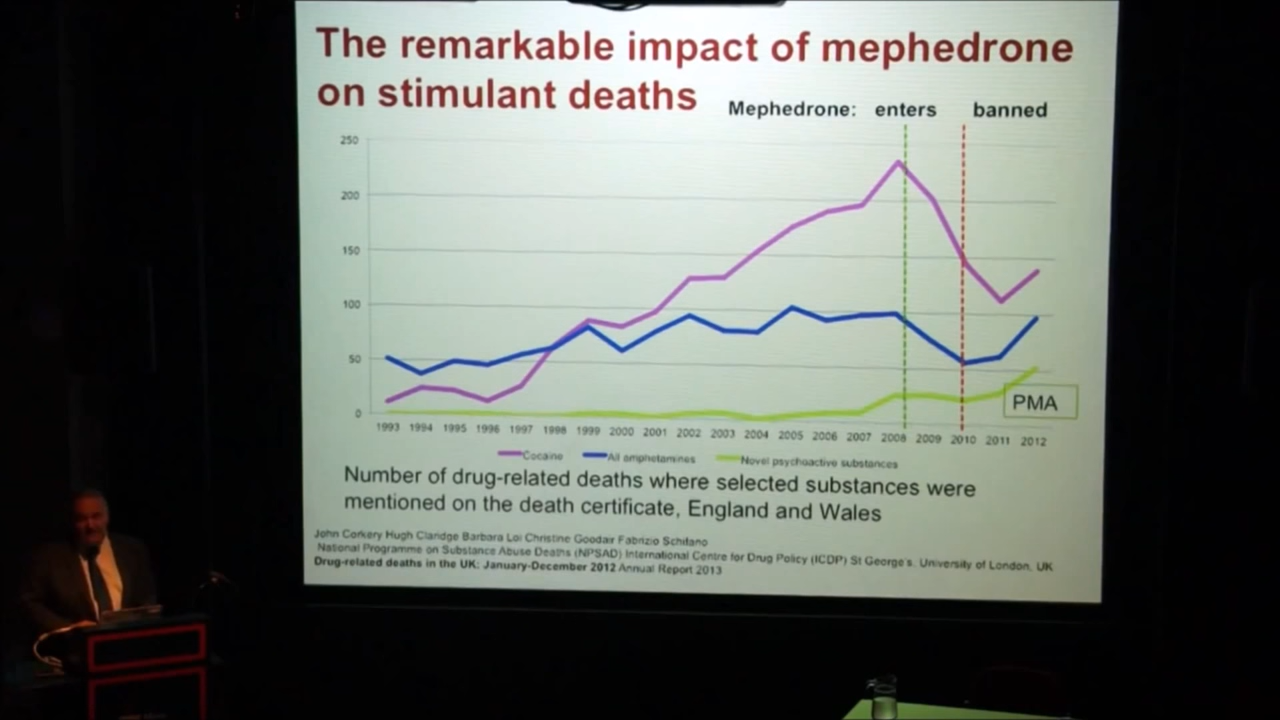 The remarkable impact of mephedrone
on stimulant deaths
Mephedrone: enters banned
250
200
150
100
50
0
PMA
1993 1994 1995 1996 1997 1998 1999 2000 2001 2002 2003 2004 2005 2006 2007 2008 2009 2010 2011 2012
Cocaine All amphetamines Novel psychoactive substances
Number of drug-related deaths where selected substances were
mentioned on the death certificate, England and Wales
John Corkery Hugh Claridge Barbara Loi Christine Goodair Fabrizio Schifano
National Programme on Substance Abuse Deaths (NPSAD) International Centre for Drug Policy (ICDP) St George's, University of London, UK
Drug-related deaths in the UK: January-December 2012 Annual Report 2013